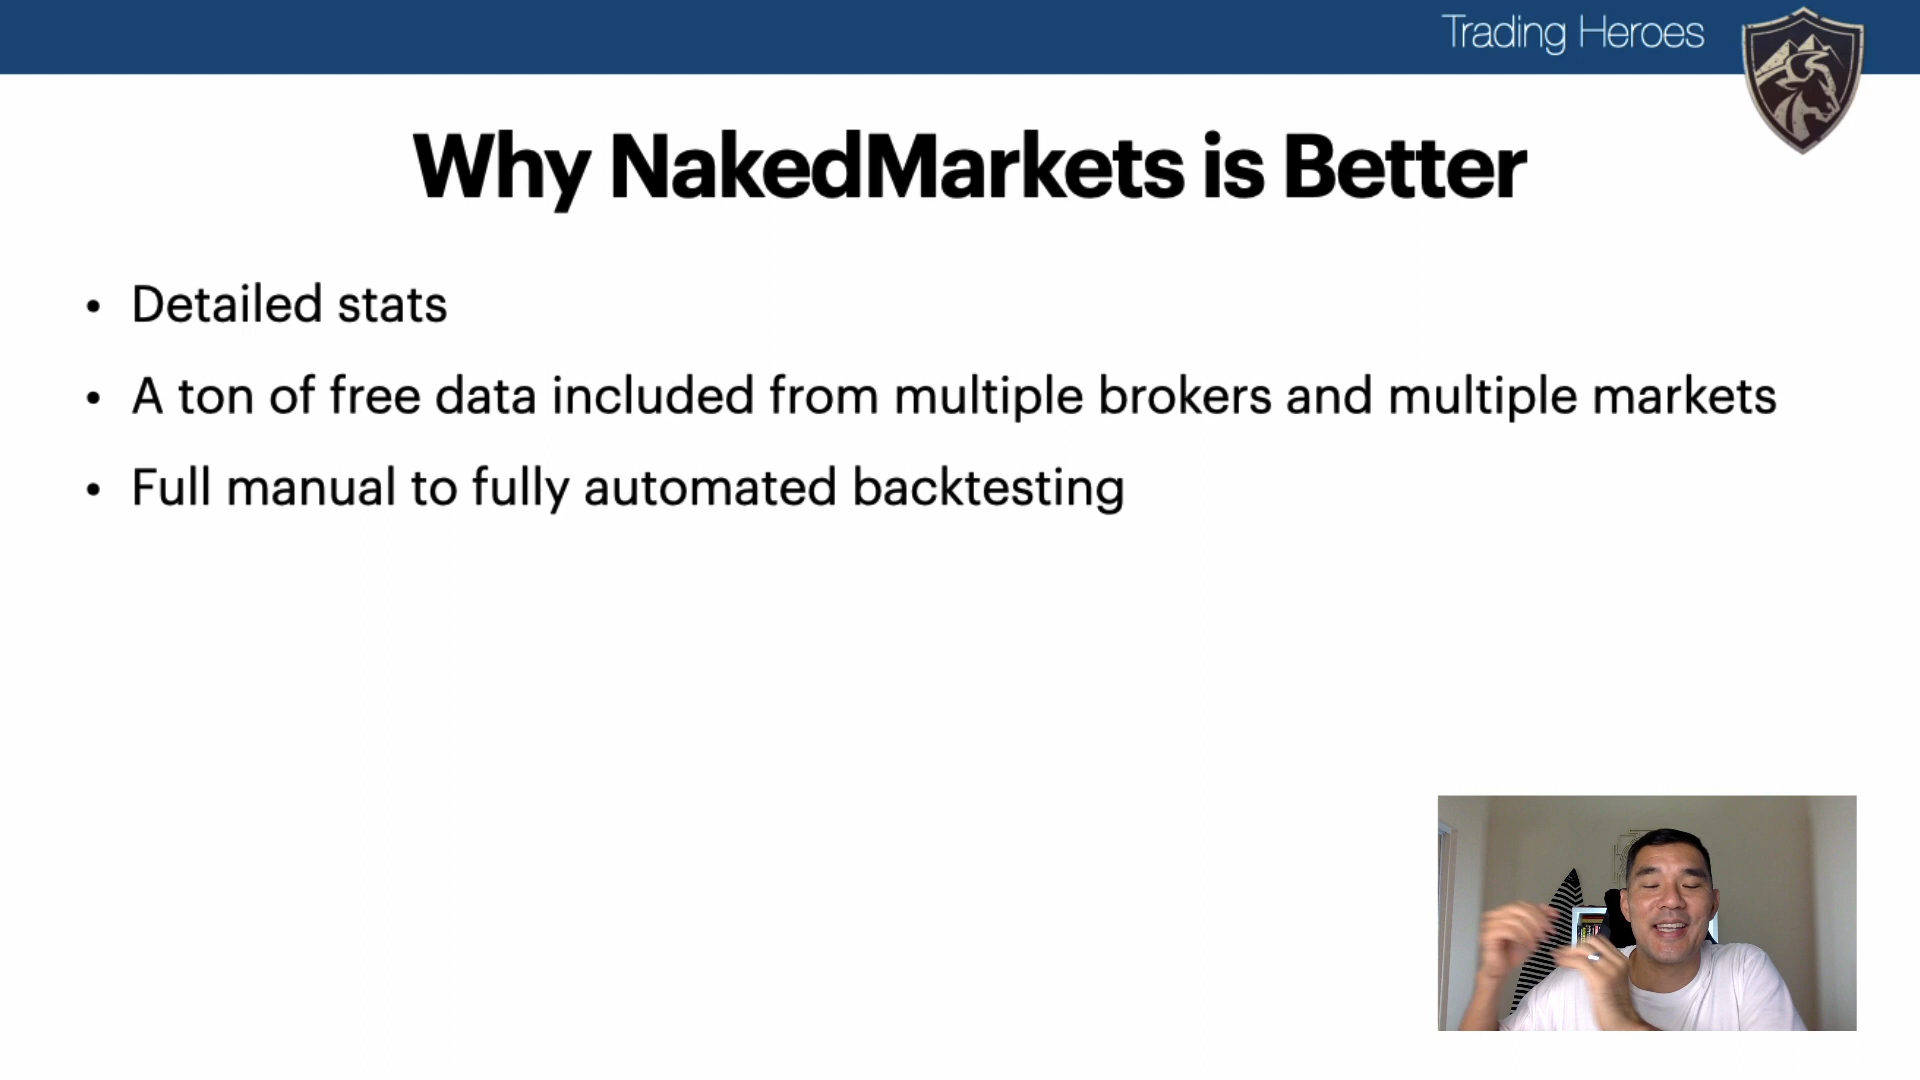 Trading Heroes
Why NakedMarkets is Better
• Detailed stats
• A ton of free data included from multiple brokers and multiple markets
• Full manual to fully automated backtesting